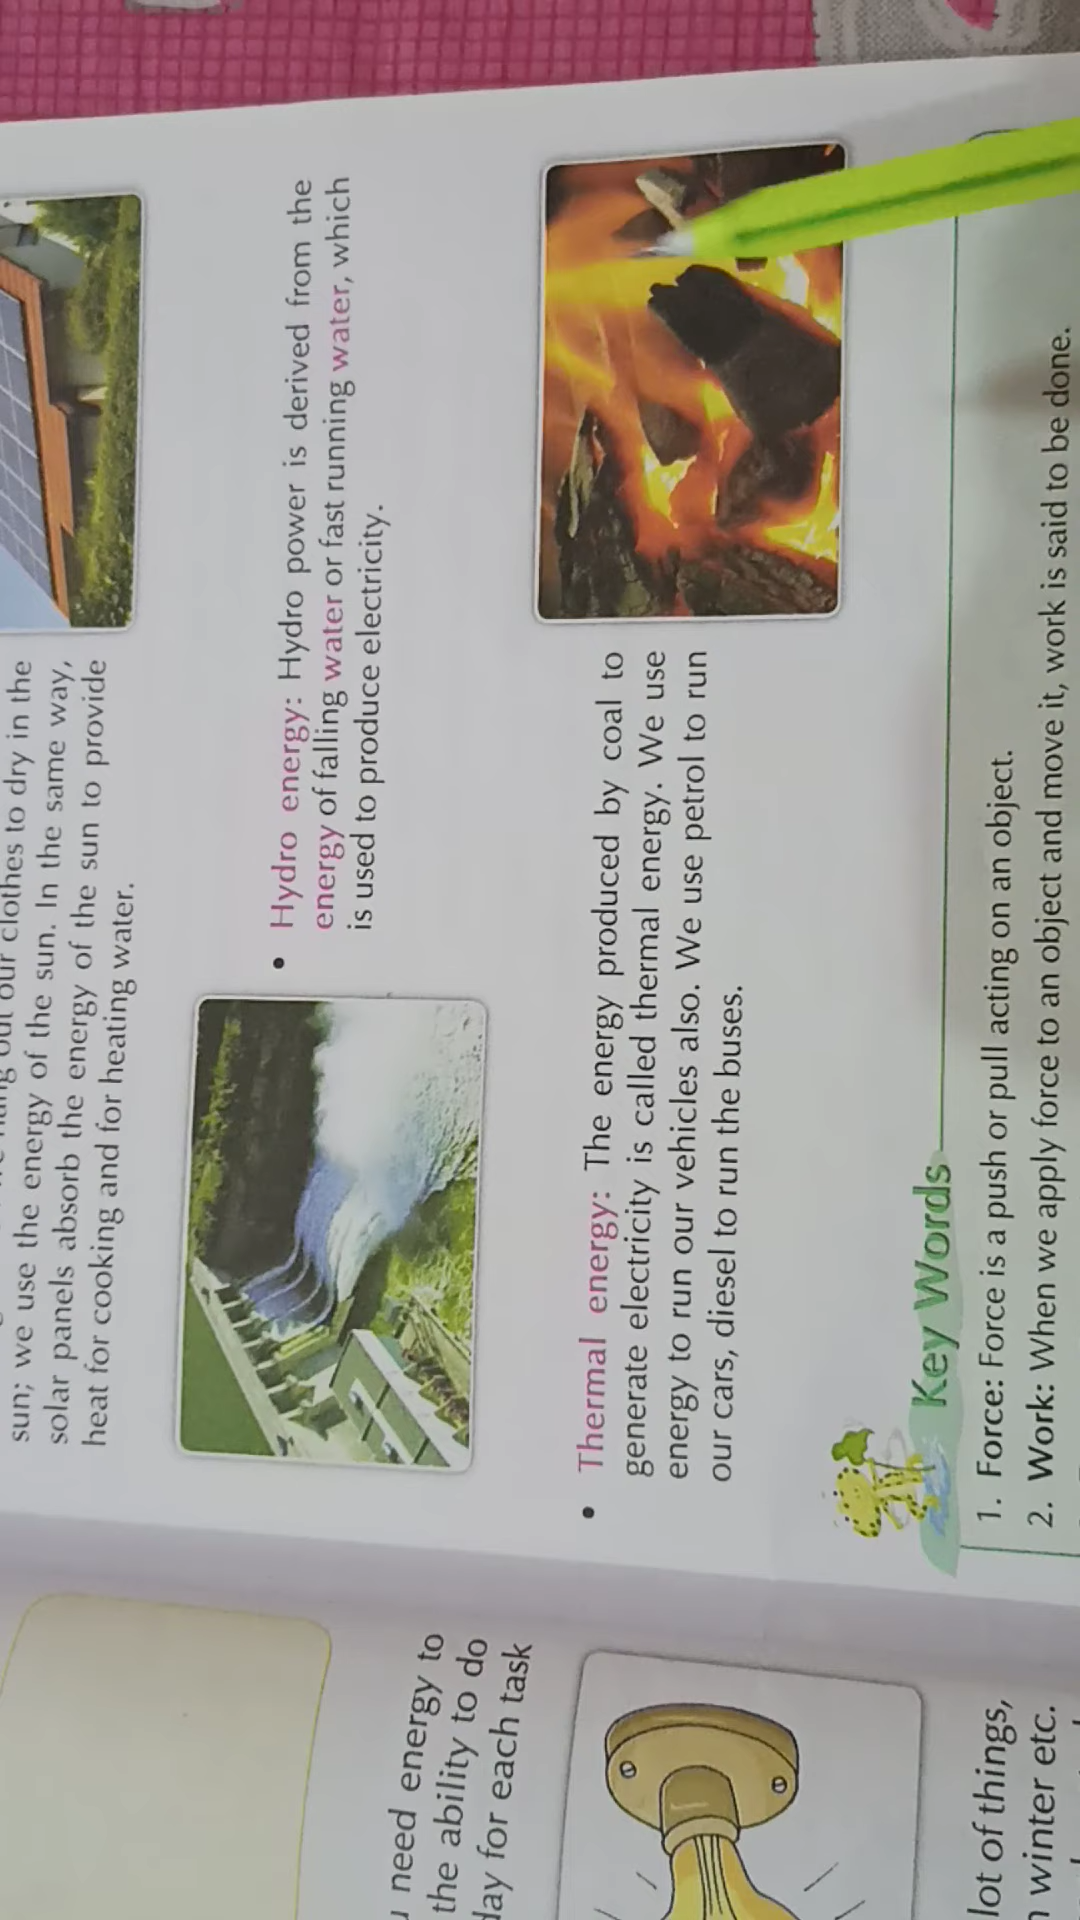 our clothes to dry in the
sun; we use the energy of the sun. In the same way,
solar panels absorb the energy of the sun to provide
heat for cooking and for heating water.
• Hydro energy: Hydro power is derived from the
energy of falling water or fast running water, which
is used to produce electricity.
• Thermal energy: The energy produced by coal to
generate electricity is called thermal energy. We use
energy to run our vehicles also. We use petrol to run
our cars, diesel to run the buses.
Key Words
1. Force: Force is a push or pull acting on an object.
2. Work: When we apply force to an object and move it, work is said to be done.
need energy to
the ability to do
day for each task
lot of things,
winter etc.